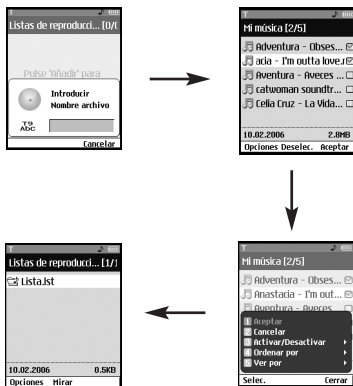 Listas de reproducci... [0/(
Pulse 'Añadir' para
Introducir
Nombre archivo
T9
Abc
Cancelar
Mi música [2/5]
Adventura - Obses...
acia - I'm outta love.r
Aventura - Aveces ...
catwoman soundtr...
Celia Cruz - La Vida...
10.02.2006 2.8MB
Opciones Deselec. Aceptar
Mi música [2/5]
Adventura - Obses...
Anastacia - I'm out...
Aventura - Aveces
1 Aceptar
2 Cancelar
3 Activar/Desactivar
4 Ordenar por
5 Ver por
Selec. Cerrar
Listas de reproducci... [1/1
Lista.lst
10.02.2006 0.5KB
Opciones Mirar